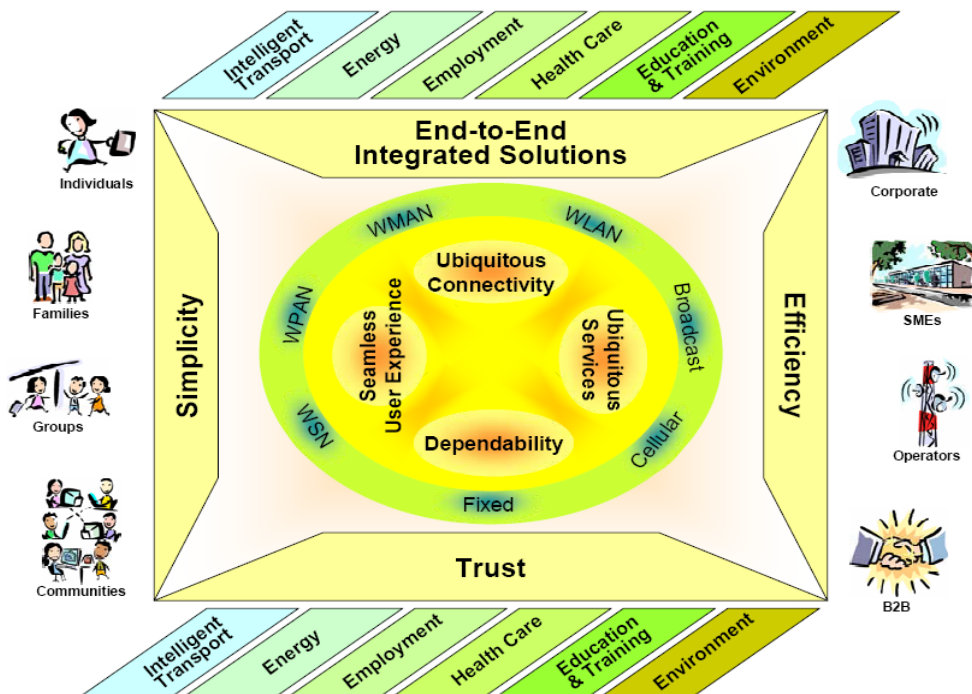 Intelligent
Transport
Energy
Employment
Health Care
Education
& Training
Environment
End-to-End
Integrated Solutions
Individuals
Families
Groups
Communities
Simplicity
WMAN
WLAN
WPAN
Broadcast
WSN
Cellular
Fixed
Ubiquitous
Connectivity
Seamless
User Experience
Ubiquitous
Services
Dependability
Efficiency
Corporate
SMEs
Operators
B2B
Trust
Intelligent
Transport
Energy
Employment
Health Care
Education
& Training
Environment